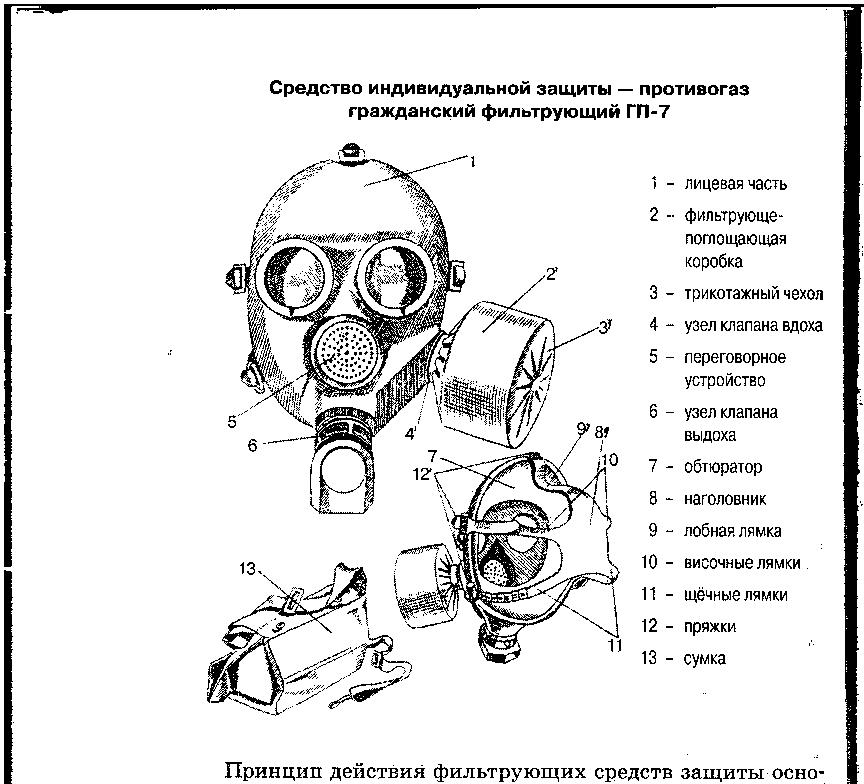 Средство индивидуальной защиты — противогаз
гражданский фильтрующий ГП-7
1
2
3
4
5
6
7
8
9
10
11
12
13
1 - лицевая часть
2 - фильтрующе-
поглощающая
коробка
3 - трикотажный чехол
4 - узел клапана вдоха
5 - переговорное
устройство
6 - узел клапана
выдоха
7 - обтюратор
8 - наголовник
9 - лобная лямка
10 - височные лямки
11 - щёчные лямки
12 - пряжки
13 - сумка
Принцип действия фильтрующих средств защиты осно-